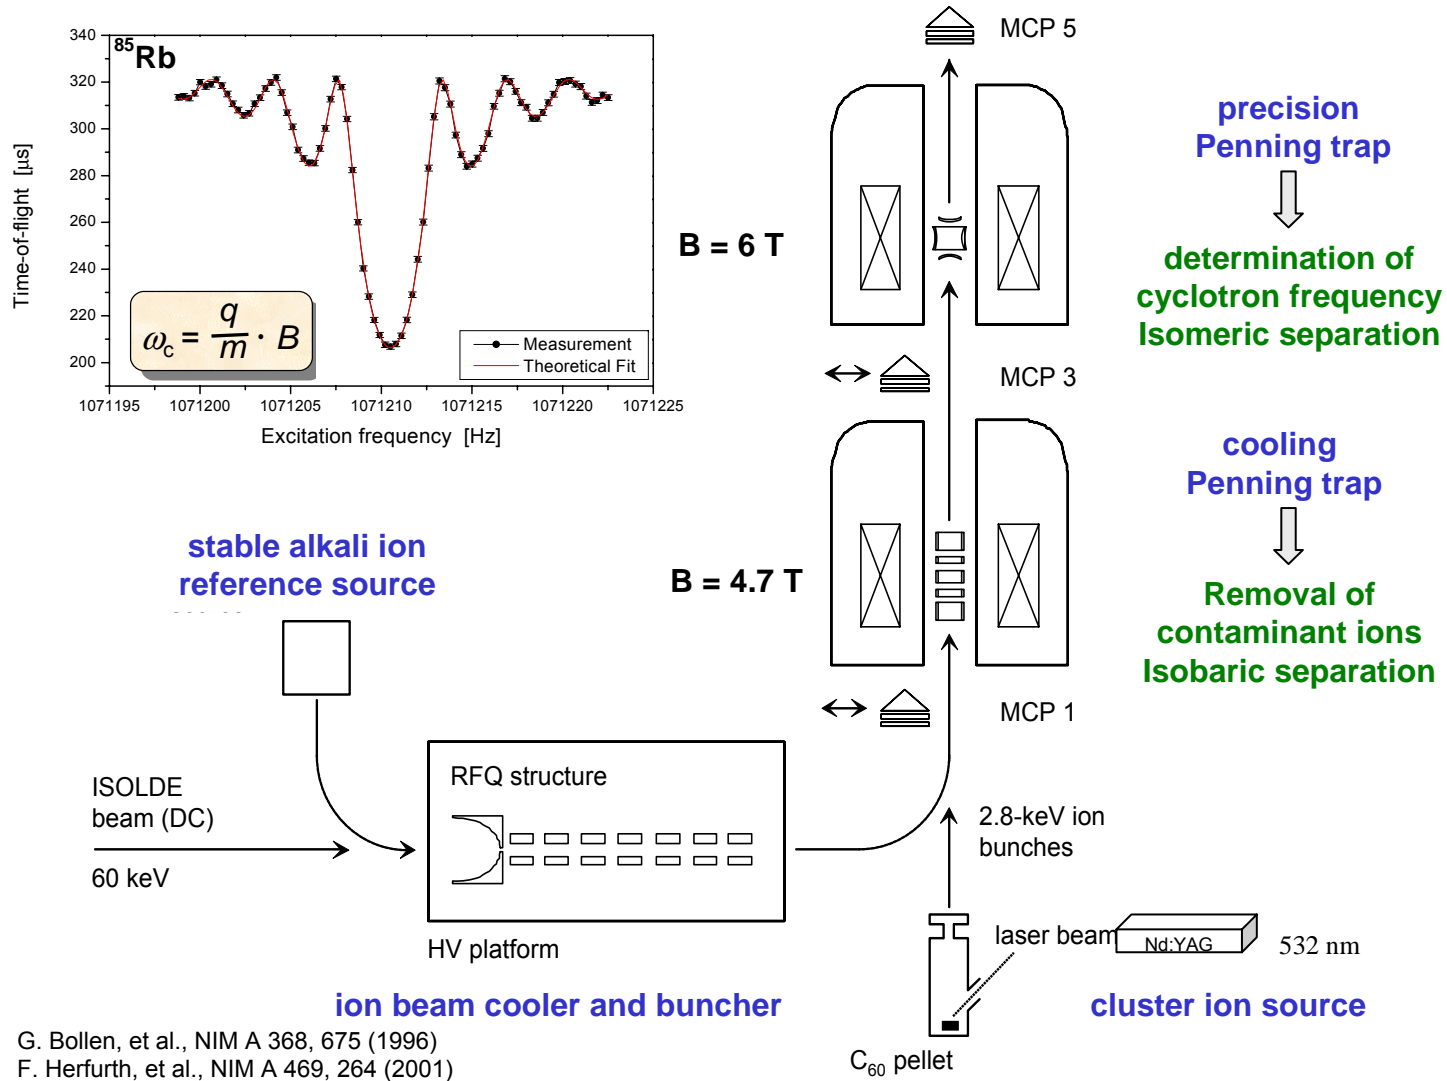 340
320
300
280
260
240
220
200
Time-of-flight [µs]
⁸⁵Rb
ω꜀ = q/m · B
Measurement
Theoretical Fit
1071195 1071200 1071205 1071210 1071215 1071220 1071225
Excitation frequency [Hz]
MCP 5
precision
Penning trap
B = 6 T
determination of
cyclotron frequency
Isomeric separation
MCP 3
cooling
Penning trap
stable alkali ion
reference source
B = 4.7 T
Removal of
contaminant ions
Isobaric separation
MCP 1
ISOLDE
beam (DC)
60 keV
RFQ structure
HV platform
2.8-keV ion
bunches
laser beam
Nd:YAG
532 nm
ion beam cooler and buncher
cluster ion source
C₆₀ pellet
G. Bollen, et al., NIM A 368, 675 (1996)
F. Herfurth, et al., NIM A 469, 264 (2001)